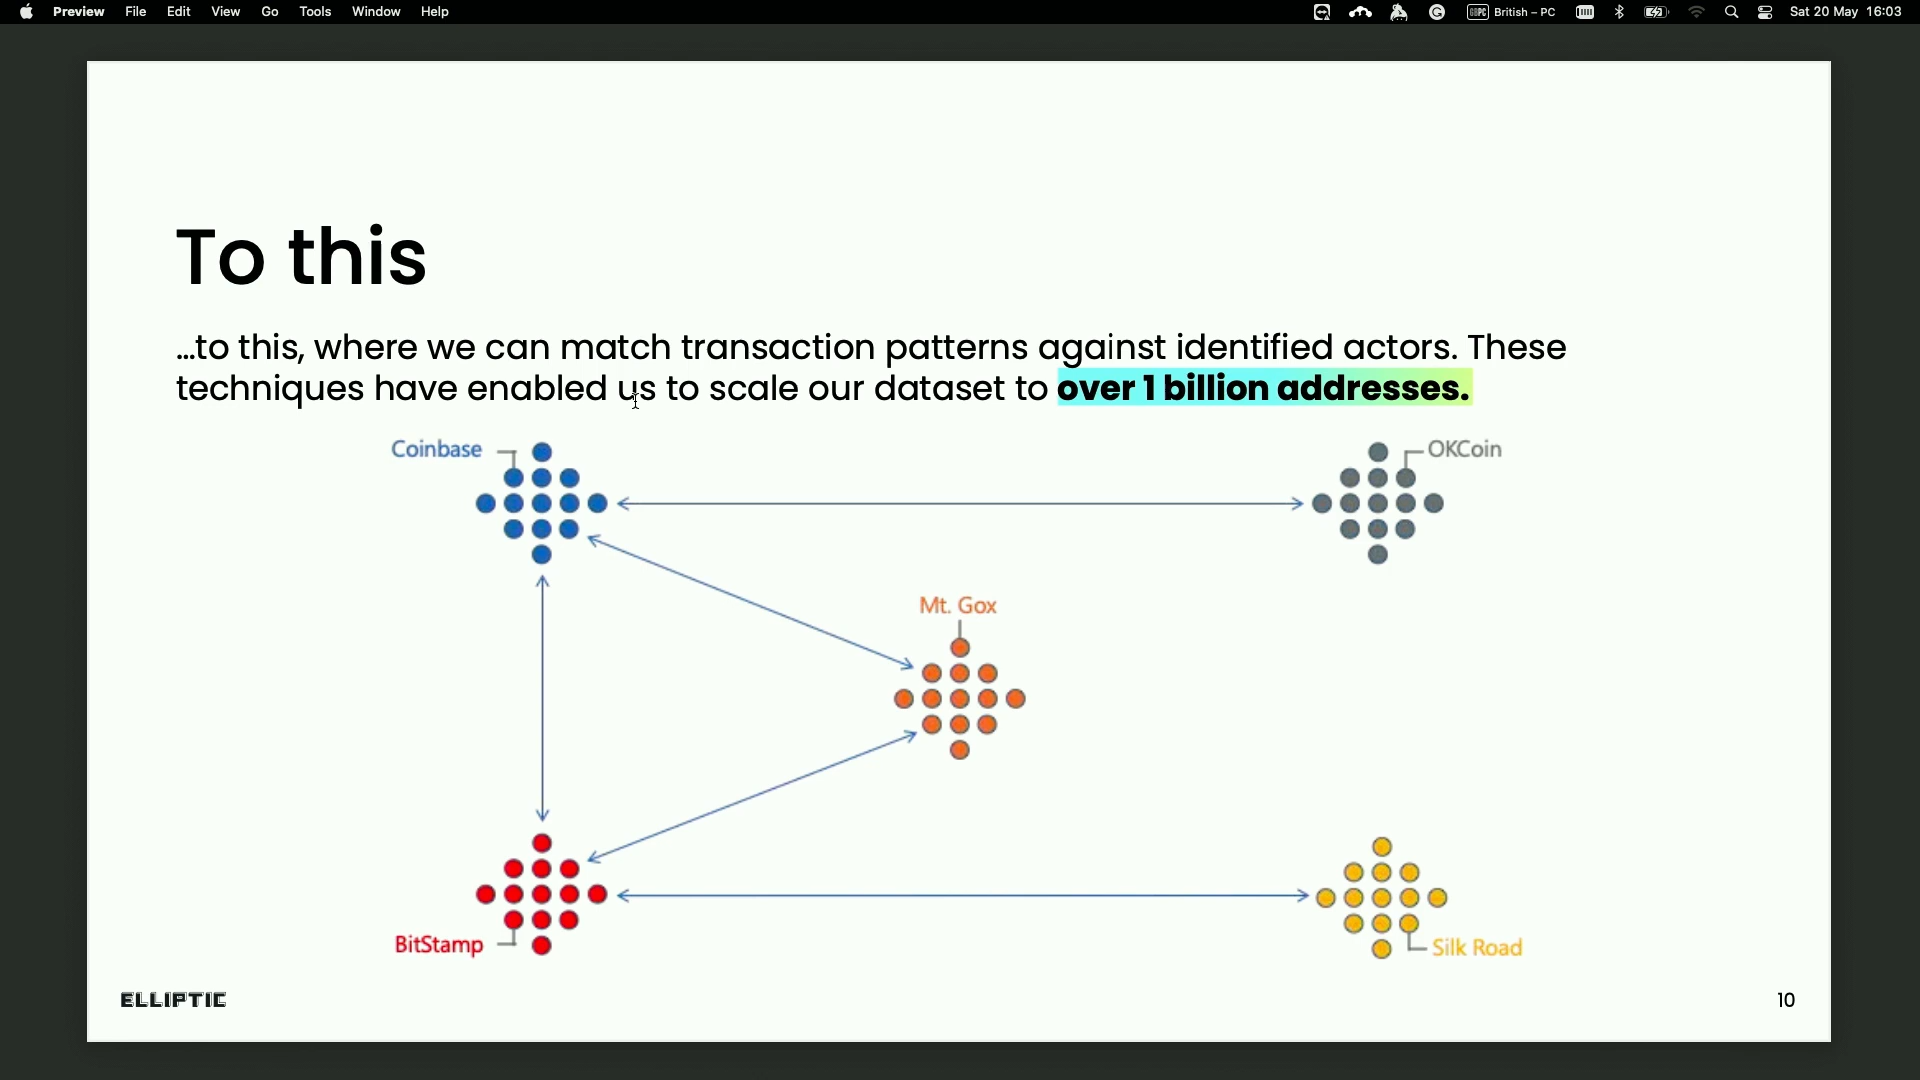 Preview File Edit View Go Tools Window Help British – PC Sat 20 May 16:03
To this
...to this, where we can match transaction patterns against identified actors. These
techniques have enabled us to scale our dataset to over 1 billion addresses.
Coinbase
OKCoin
Mt. Gox
BitStamp
Silk Road
ELLIPTIC
10